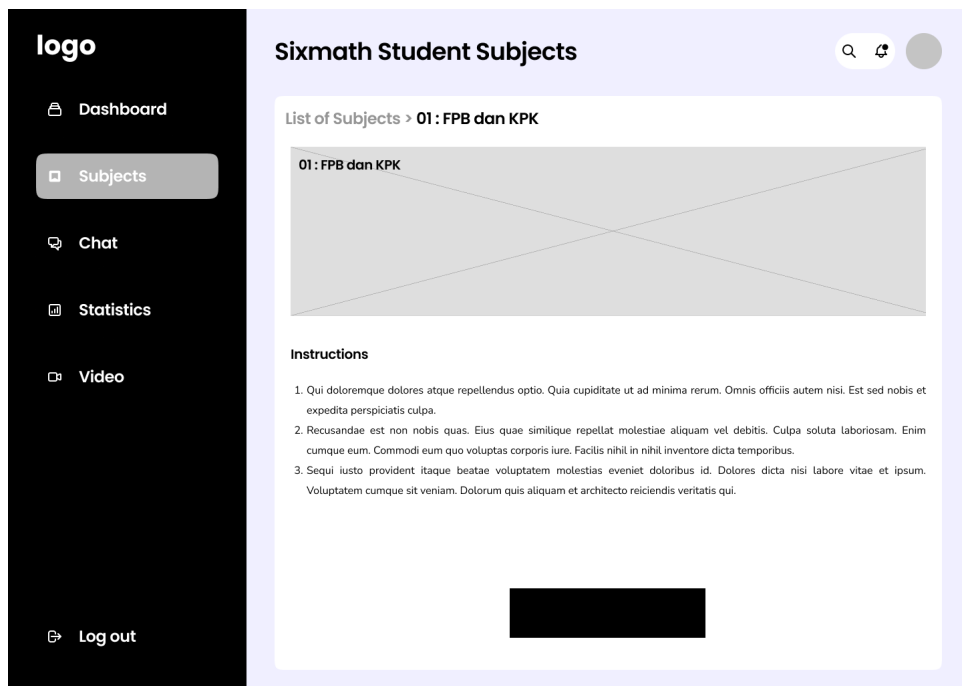 logo
Dashboard
Subjects
Chat
Statistics
Video
Log out
Sixmath Student Subjects
List of Subjects > 01 : FPB dan KPK
01 : FPB dan KPK
Instructions
1. Qui doloremque dolores atque repellendus optio. Quia cupiditate ut ad minima rerum. Omnis officiis autem nisi. Est sed nobis et
expedita perspiciatis culpa.
2. Recusandae est non nobis quas. Eius quae similique repellat molestiae aliquam vel debitis. Culpa soluta laboriosam. Enim
cumque eum. Commodi eum quo voluptas corporis iure. Facilis nihil in nihil inventore dicta temporibus.
3. Sequi iusto provident itaque beatae voluptatem molestias eveniet doloribus id. Dolores dicta nisi labore vitae et ipsum.
Voluptatem cumque sit veniam. Dolorum quis aliquam et architecto reiciendis veritatis qui.